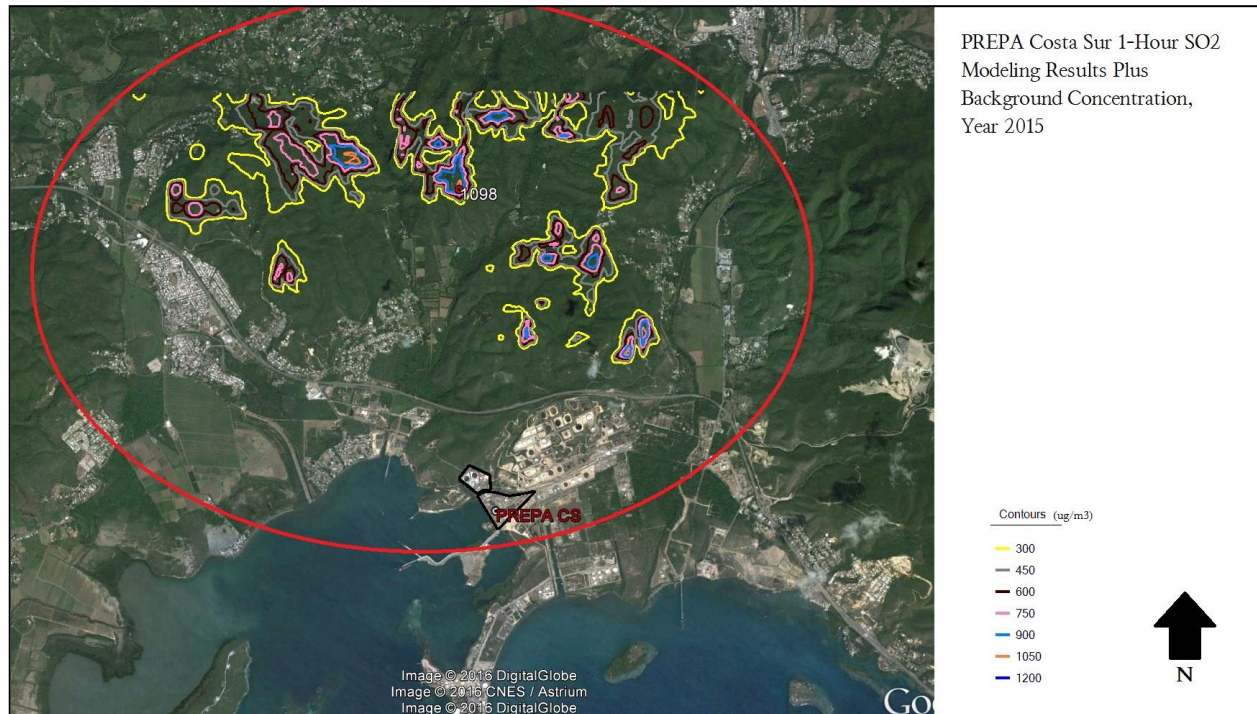 PREPA Costa Sur 1-Hour SO2
Modeling Results Plus
Background Concentration,
Year 2015
1098
PREPA CS
Contours (ug/m3)
300
450
600
750
900
1050
1200
N
Image © 2016 DigitalGlobe
Image © 2016 CNES / Astrium
Image © 2016 DigitalGlobe
Goo